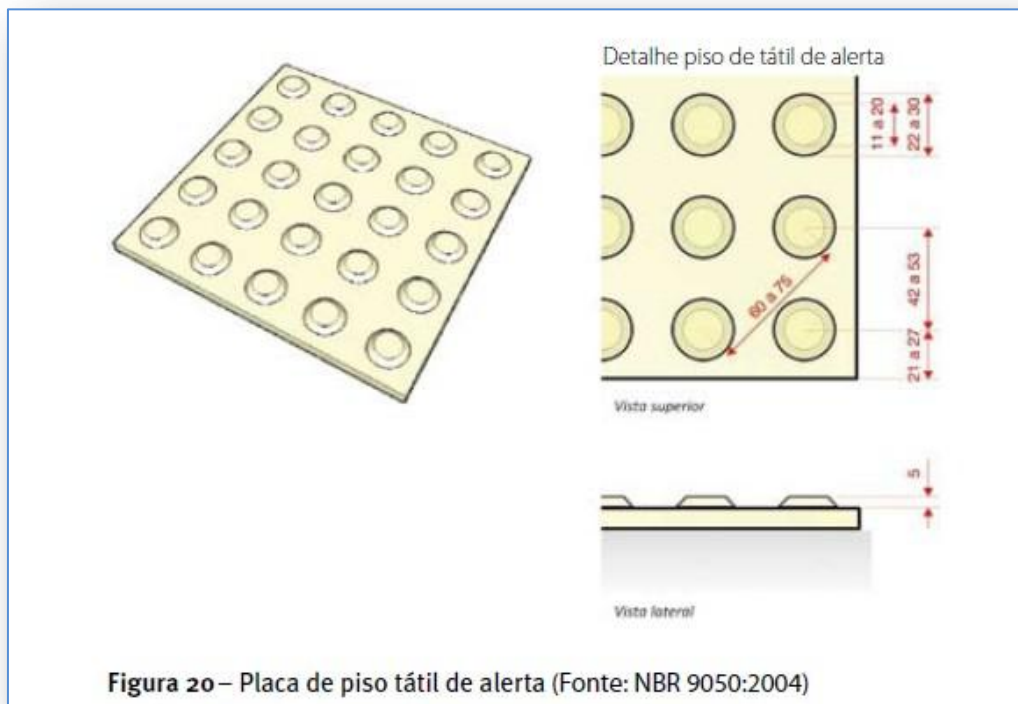 Detalhe piso de tátil de alerta
11 a 20
22 a 30
42 a 53
60 a 75
21 a 27
Vista superior
5
Vista lateral
Figura 20 – Placa de piso tátil de alerta (Fonte: NBR 9050:2004)